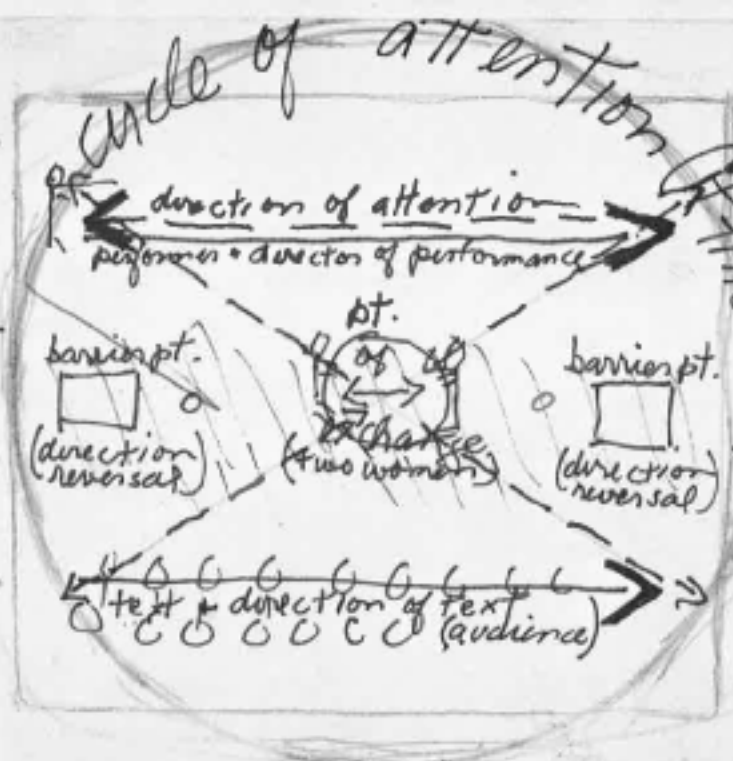 cycle of attention
direction of attention
performer + director of performance
pt.
of
exchange
(two women)
barrier pt.
(direction
reversal)
barrier pt.
(direction
reversal)
text + direction of text
(audience)